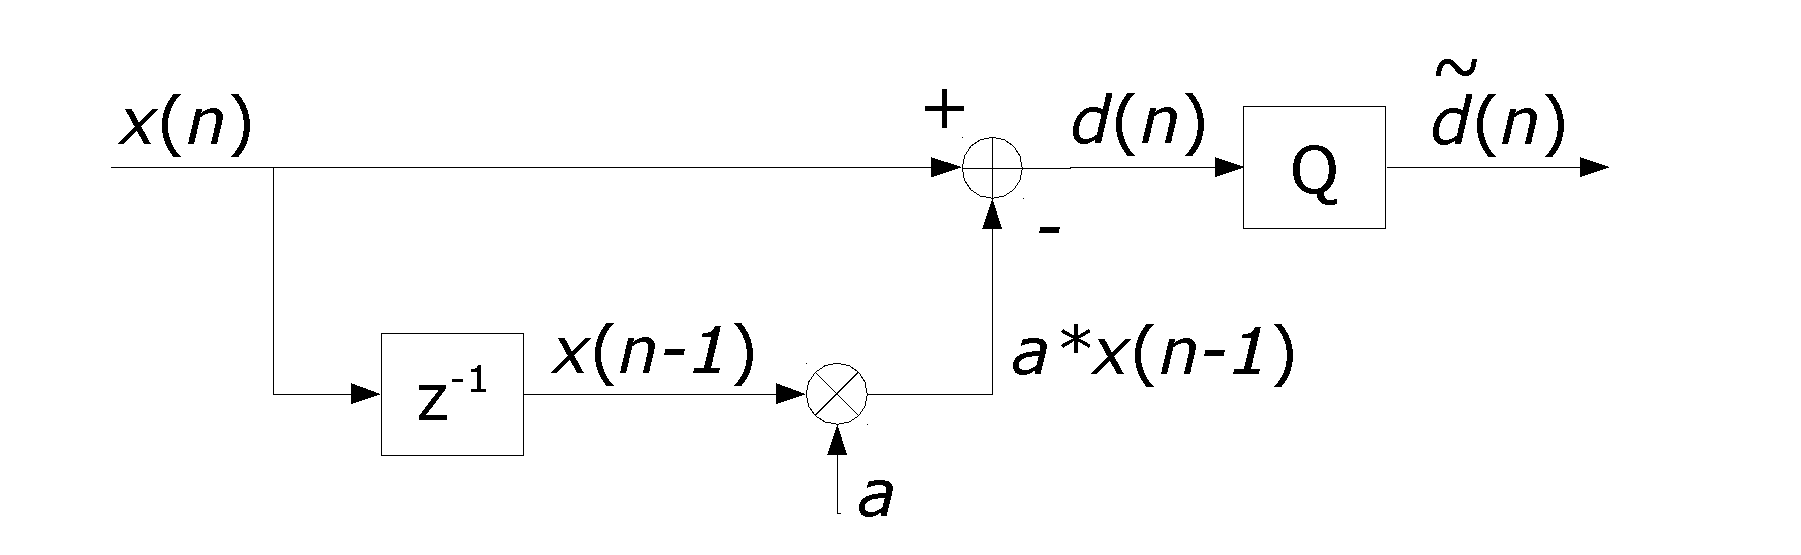 x(n)
+
d(n)
Q
~
d(n)
-
z-1
x(n-1)
a*x(n-1)
a